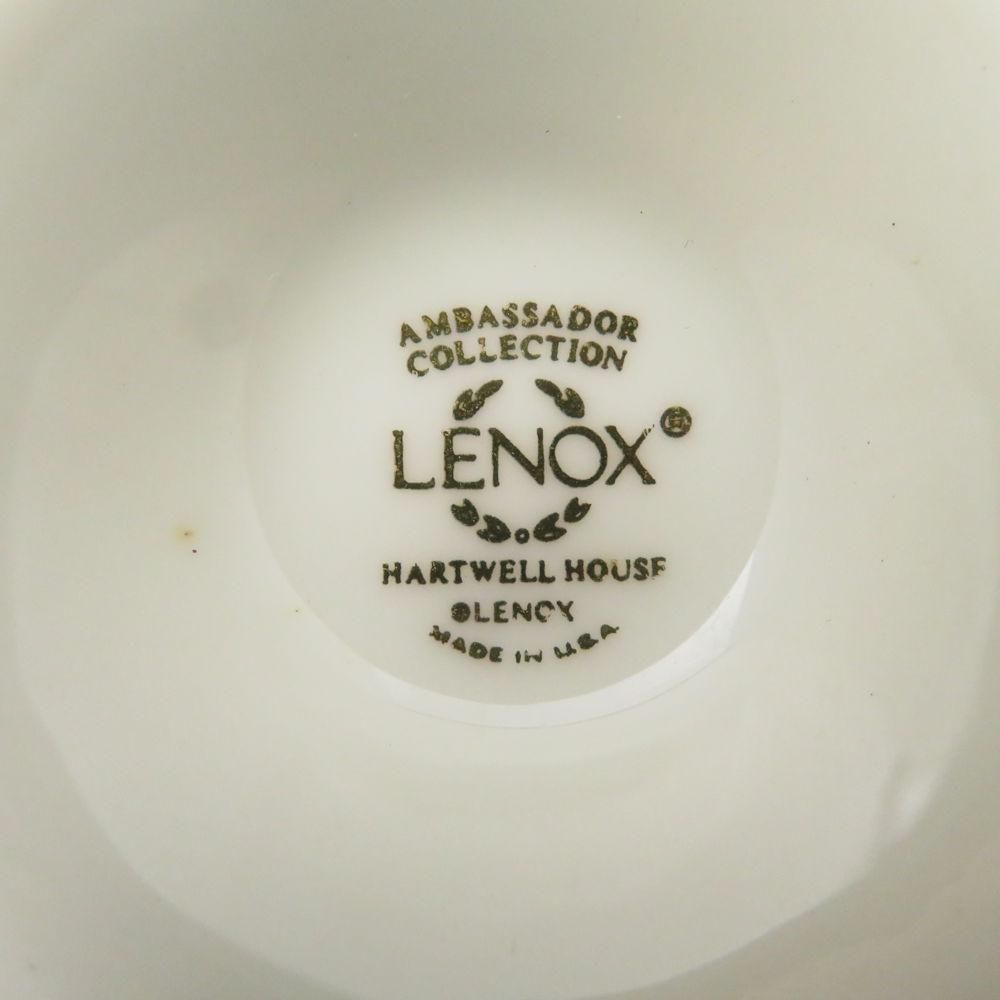 AMBASSADOR
COLLECTION
LENOX®
HARTWELL HOUSE
©LENOX
MADE IN U.S.A